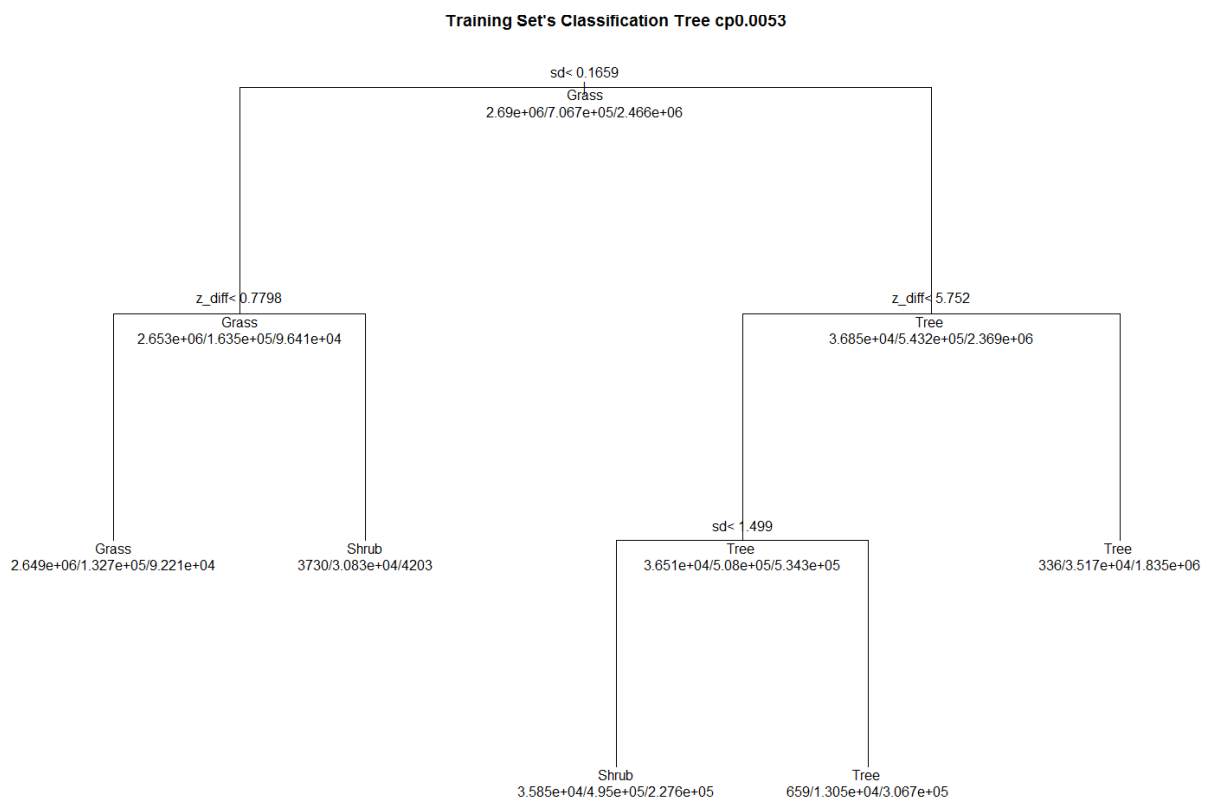 Training Set's Classification Tree cp0.0053
sd< 0.1659
Grass
2.69e+06/7.067e+05/2.466e+06
z_diff< 0.7798
Grass
2.653e+06/1.635e+05/9.641e+04
z_diff< 5.752
Tree
3.685e+04/5.432e+05/2.369e+06
Grass
2.649e+06/1.327e+05/9.221e+04
Shrub
3730/3.083e+04/4203
sd< 1.499
Tree
3.651e+04/5.08e+05/5.343e+05
Tree
336/3.517e+04/1.835e+06
Shrub
3.585e+04/4.95e+05/2.276e+05
Tree
659/1.305e+04/3.067e+05